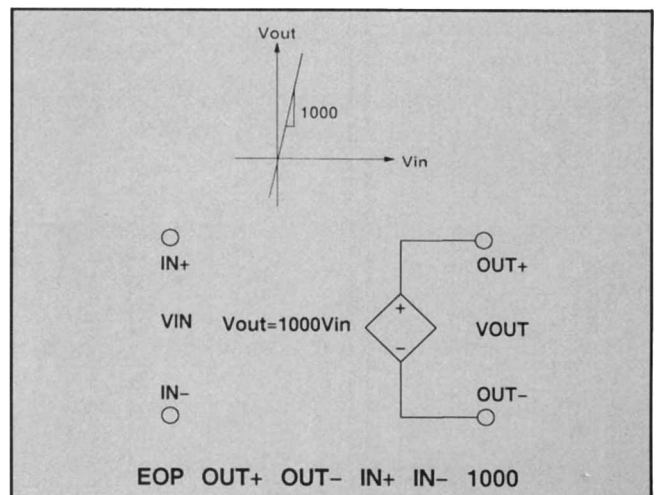 Vout
1000
Vin
IN+
OUT+
+
VIN
Vout=1000Vin
VOUT
−
IN−
OUT−
EOP OUT+ OUT− IN+ IN− 1000